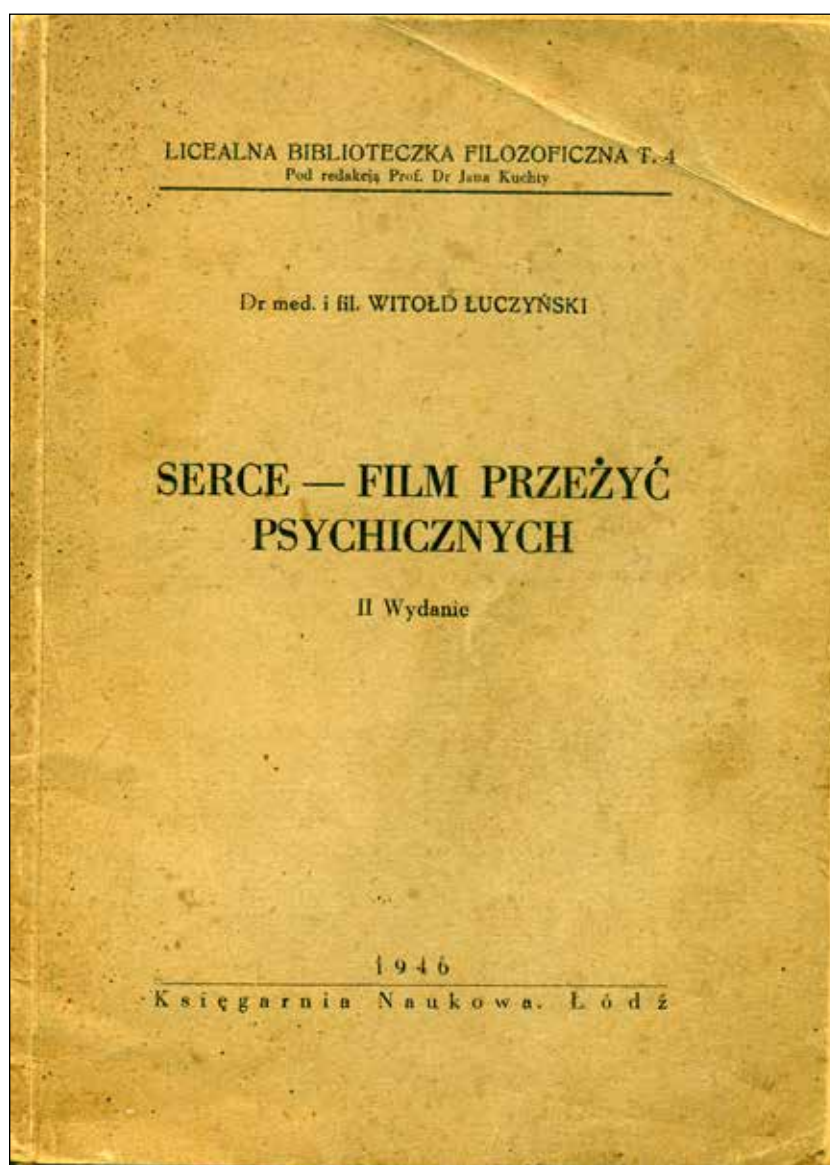 LICEALNA BIBLIOTECZKA FILOZOFICZNA T. 4
Pod redakcją Prof. Dr Jana Kuchty
Dr med. i fil. WITOŁD ŁUCZYŃSKI
SERCE — FILM PRZEŻYĆ
PSYCHICZNYCH
II Wydanie
1946
Księgarnia Naukowa. Łódź